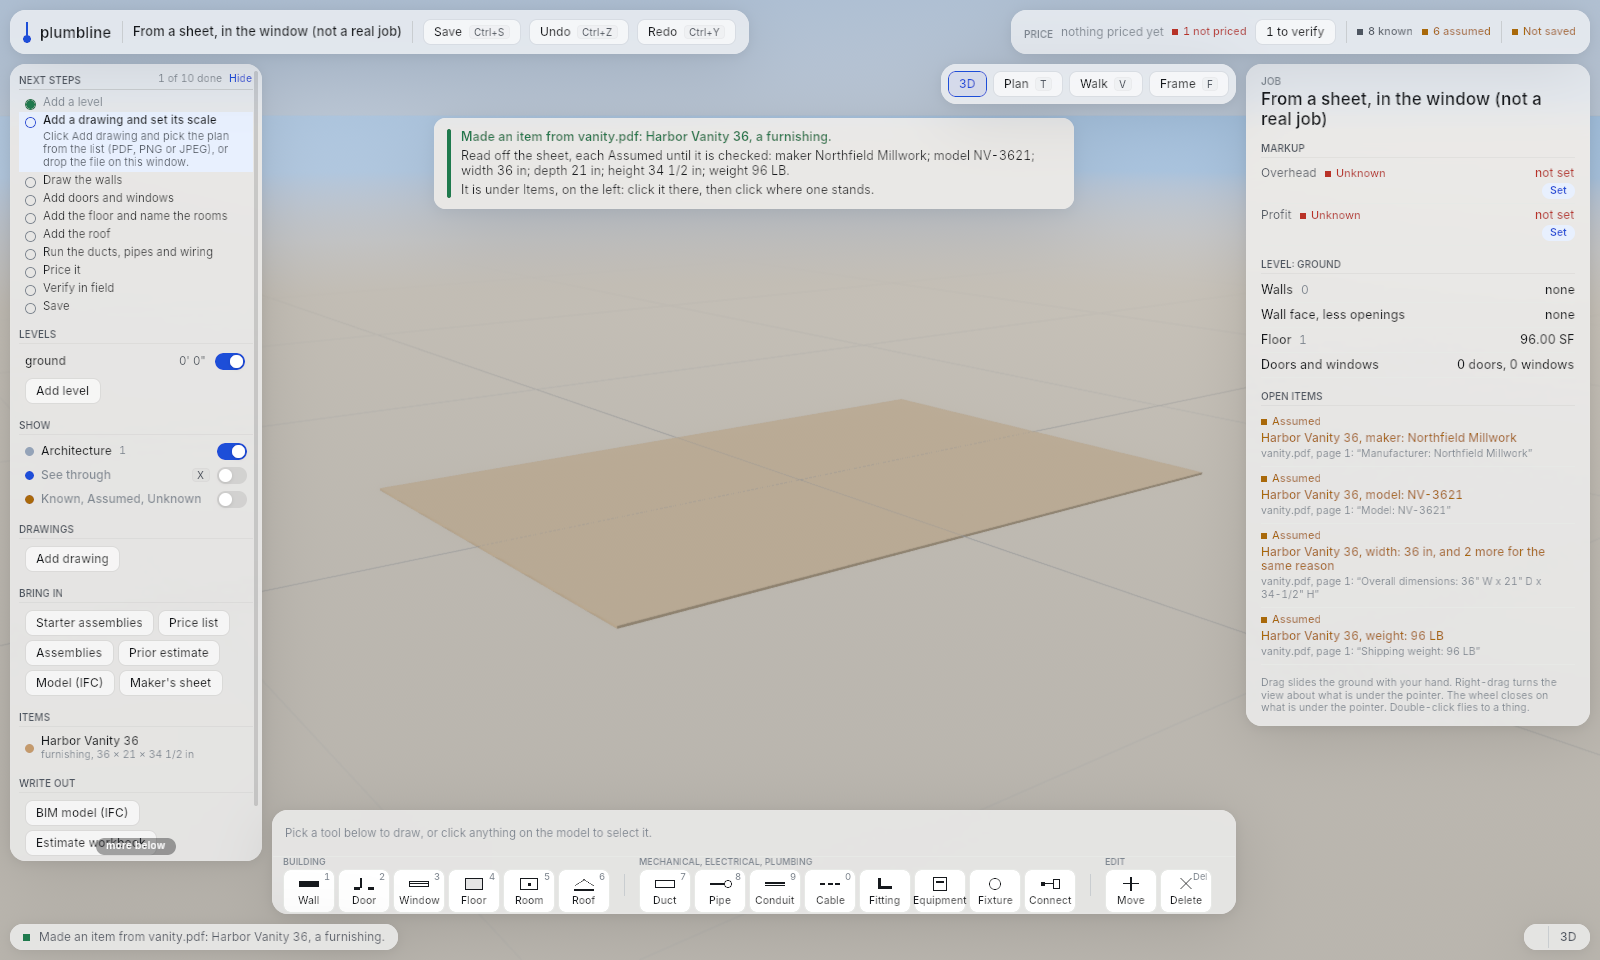 plumbline
From a sheet, in the window (not a real job)
Save Ctrl+S
Undo Ctrl+Z
Redo Ctrl+Y
PRICE nothing priced yet 1 not priced 1 to verify 8 known 6 assumed Not saved
NEXT STEPS 1 of 10 done Hide
Add a level
Add a drawing and set its scale
Click Add drawing and pick the plan
from the list (PDF, PNG or JPEG), or
drop the file on this window.
Draw the walls
Add doors and windows
Add the floor and name the rooms
Add the roof
Run the ducts, pipes and wiring
Price it
Verify in field
Save
LEVELS
ground 0' 0"
Add level
SHOW
Architecture 1
See through X
Known, Assumed, Unknown
DRAWINGS
Add drawing
BRING IN
Starter assemblies Price list
Assemblies Prior estimate
Model (IFC) Maker's sheet
ITEMS
Harbor Vanity 36
furnishing, 36 × 21 × 34 1/2 in
WRITE OUT
BIM model (IFC)
Estimate
more below
3D Plan T Walk V Frame F
Made an item from vanity.pdf: Harbor Vanity 36, a furnishing.
Read off the sheet, each Assumed until it is checked: maker Northfield Millwork; model NV-3621;
width 36 in; depth 21 in; height 34 1/2 in; weight 96 LB.
It is under Items, on the left: click it there, then click where one stands.
JOB
From a sheet, in the window (not a
real job)
MARKUP
Overhead Unknown not set
Set
Profit Unknown not set
Set
LEVEL: GROUND
Walls 0 none
Wall face, less openings none
Floor 1 96.00 SF
Doors and windows 0 doors, 0 windows
OPEN ITEMS
Assumed
Harbor Vanity 36, maker: Northfield Millwork
vanity.pdf, page 1: "Manufacturer: Northfield Millwork"
Assumed
Harbor Vanity 36, model: NV-3621
vanity.pdf, page 1: "Model: NV-3621"
Assumed
Harbor Vanity 36, width: 36 in, and 2 more for the
same reason
vanity.pdf, page 1: "Overall dimensions: 36" W x 21" D x
34-1/2" H"
Assumed
Harbor Vanity 36, weight: 96 LB
vanity.pdf, page 1: "Shipping weight: 96 LB"
Drag slides the ground with your hand. Right-drag turns the
view about what is under the pointer. The wheel closes on
what is under the pointer. Double-click flies to a thing.
Pick a tool below to draw, or click anything on the model to select it.
BUILDING MECHANICAL, ELECTRICAL, PLUMBING EDIT
1 2 3 4 5 6 7 8 9 0 Del
Wall Door Window Floor Room Roof Duct Pipe Conduit Cable Fitting Equipment Fixture Connect Move Delete
Made an item from vanity.pdf: Harbor Vanity 36, a furnishing.
3D